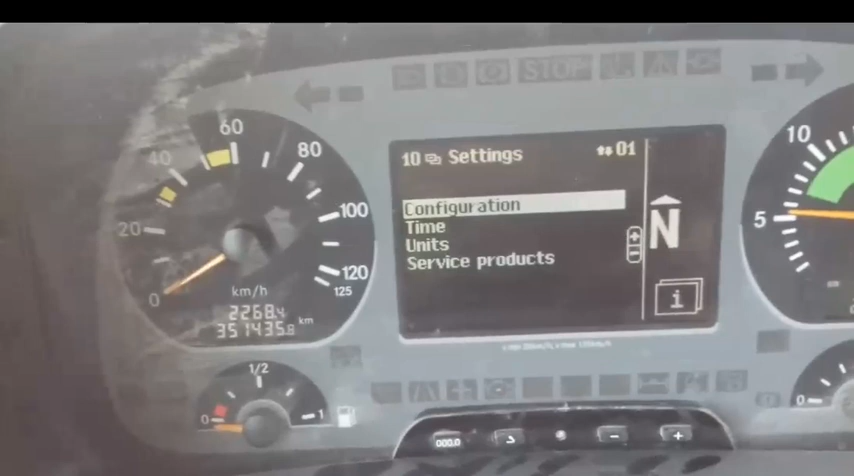 STOP
60
80
40
20
100
120
125
0
km/h
2268.4
351435.8 km
10 Settings
01
Configuration
Time
Units
Service products
N
i
+
-
10
5
1/2
0
1
0
000.0
-
+